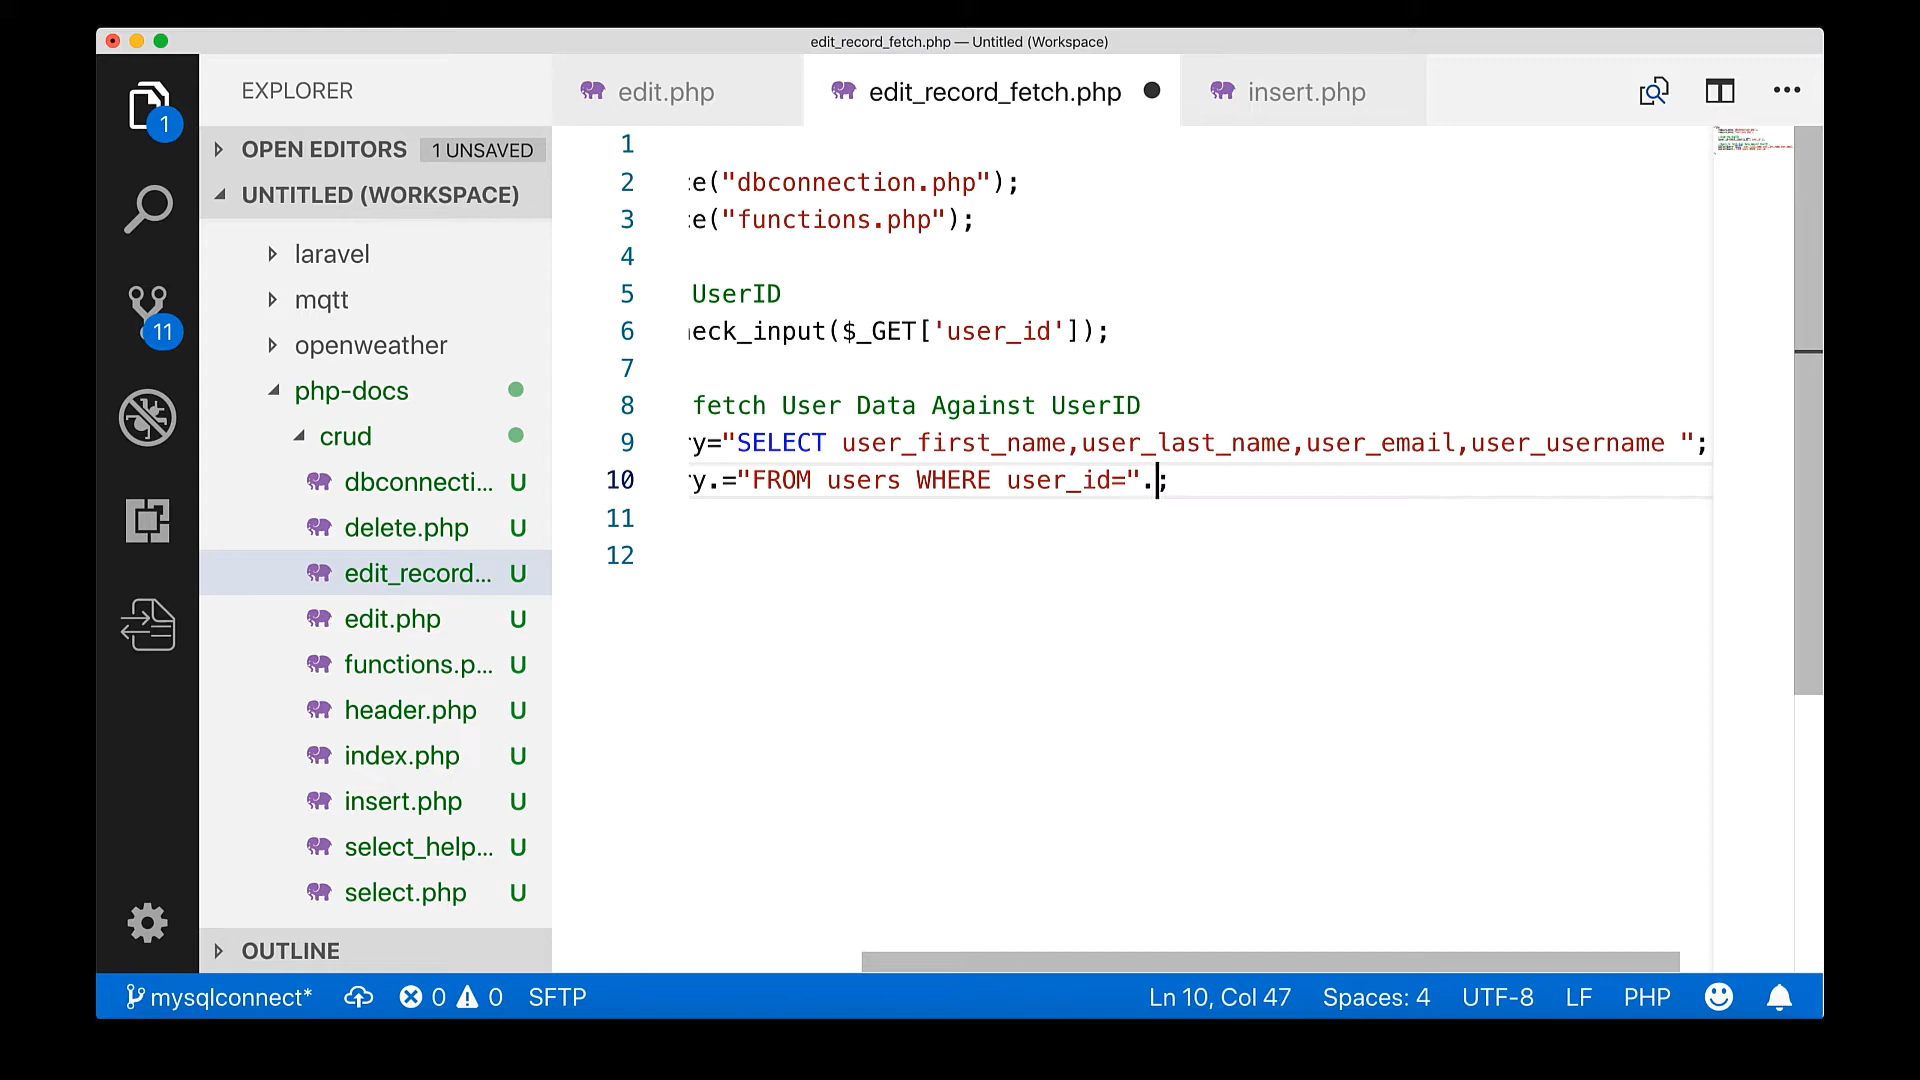 edit_record_fetch.php — Untitled (Workspace)
EXPLORER
edit.php
edit_record_fetch.php
insert.php
1
OPEN EDITORS
1 UNSAVED
UNTITLED (WORKSPACE)
laravel
mqtt
openweather
php-docs
crud
dbconnecti... U
delete.php U
edit_record... U
edit.php U
functions.p... U
header.php U
index.php U
insert.php U
select_help... U
select.php U
OUTLINE
11
1
2 e("dbconnection.php");
3 e("functions.php");
4
5 UserID
6 eck_input($_GET['user_id']);
7
8 fetch User Data Against UserID
9 y="SELECT user_first_name,user_last_name,user_email,user_username ";
10 y.="FROM users WHERE user_id=".;
11
12
mysqlconnect* 0 0 SFTP Ln 10, Col 47 Spaces: 4 UTF-8 LF PHP